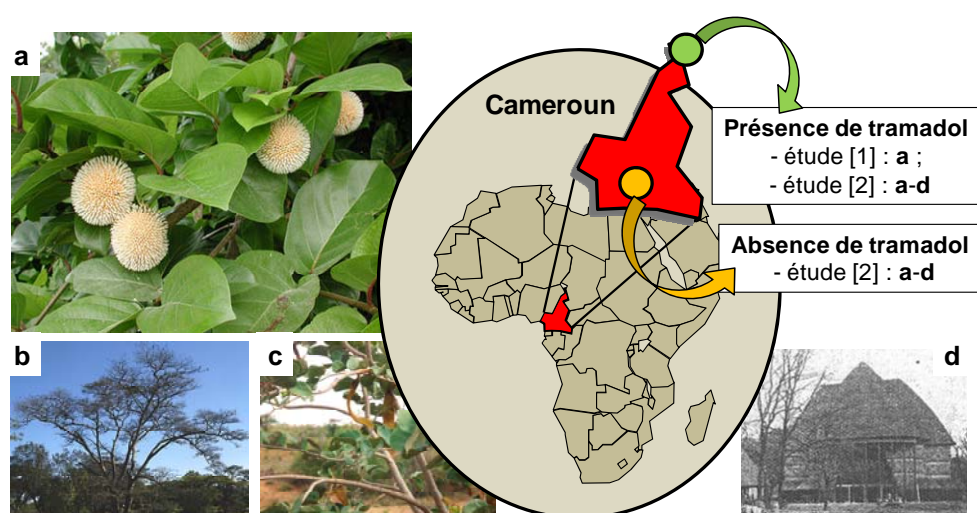 a
Cameroun
Présence de tramadol
- étude [1] : a ;
- étude [2] : a-d
Absence de tramadol
- étude [2] : a-d
b
c
d